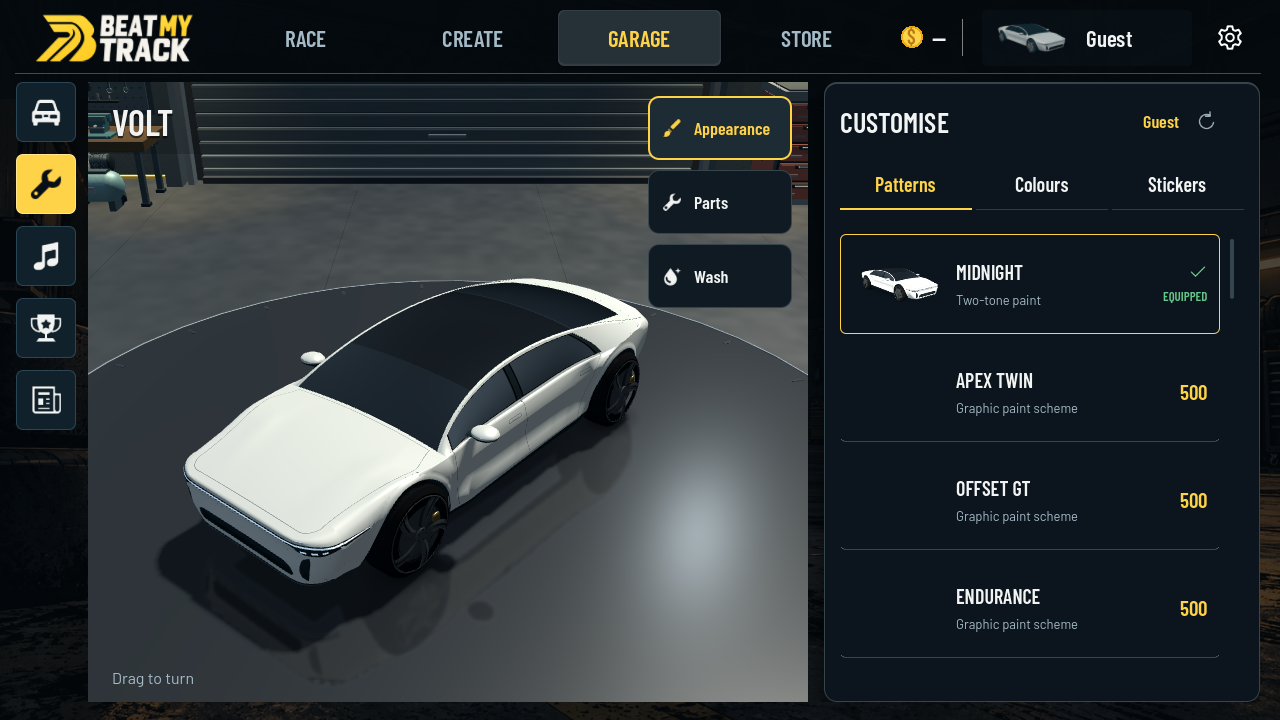 BEAT MY TRACK
RACE
CREATE
GARAGE
STORE
–
Guest
VOLT
Appearance
Parts
Wash
Drag to turn
CUSTOMISE
Guest
Patterns
Colours
Stickers
MIDNIGHT
Two-tone paint
EQUIPPED
APEX TWIN
Graphic paint scheme
500
OFFSET GT
Graphic paint scheme
500
ENDURANCE
Graphic paint scheme
500